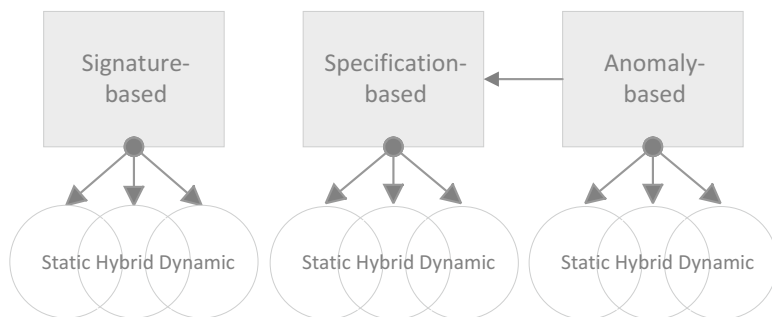 Signature-
based
Specification-
based
Anomaly-
based
Static Hybrid Dynamic
Static Hybrid Dynamic
Static Hybrid Dynamic